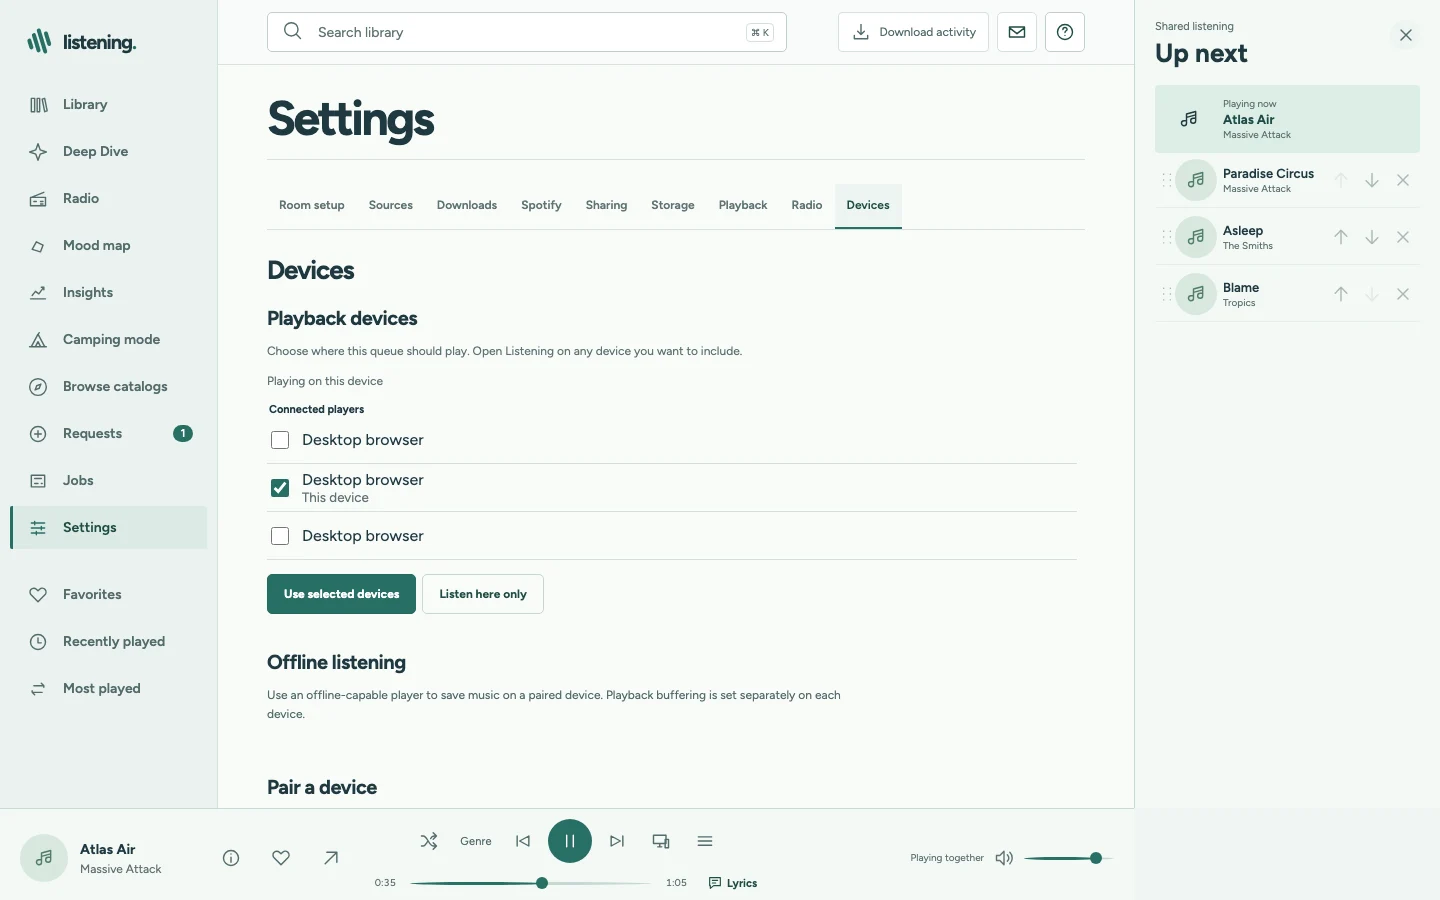 listening.
Library
Deep Dive
Radio
Mood map
Insights
Camping mode
Browse catalogs
Requests 1
Jobs
Settings
Favorites
Recently played
Most played
Search library ⌘ K
Download activity
Settings
Room setup Sources Downloads Spotify Sharing Storage Playback Radio Devices
Devices
Playback devices
Choose where this queue should play. Open Listening on any device you want to include.
Playing on this device
Connected players
Desktop browser
Desktop browser
This device
Desktop browser
Use selected devices Listen here only
Offline listening
Use an offline-capable player to save music on a paired device. Playback buffering is set separately on each
device.
Pair a device
Shared listening
Up next
Playing now
Atlas Air
Massive Attack
Paradise Circus
Massive Attack
Asleep
The Smiths
Blame
Tropics
Atlas Air
Massive Attack
Genre
0:35 1:05 Lyrics
Playing together